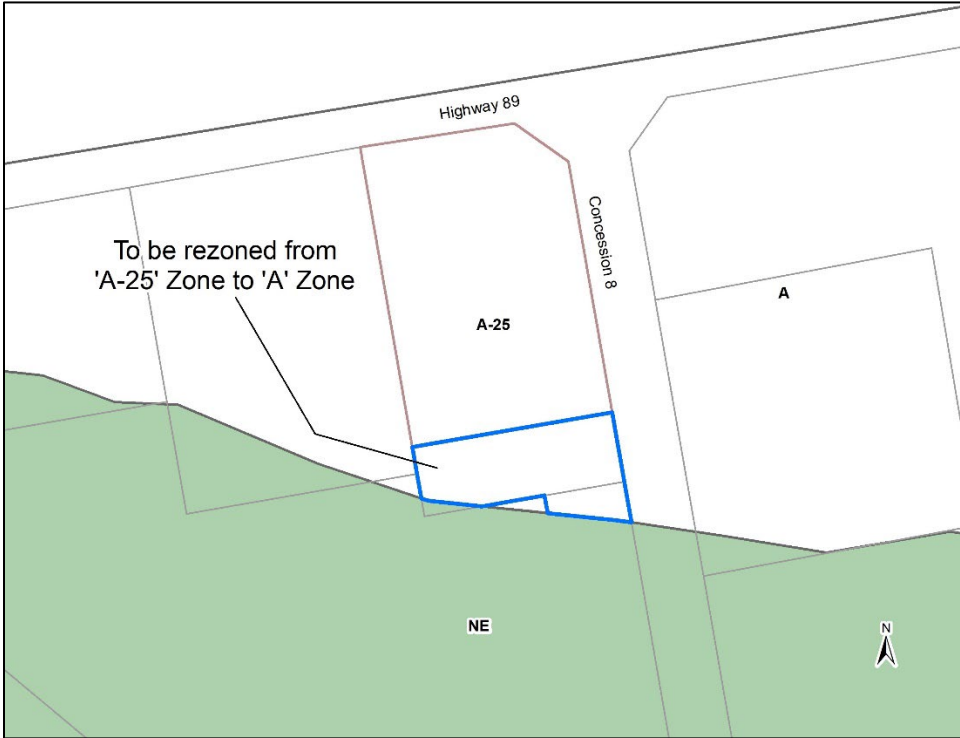 Highway 89
Concession 8
To be rezoned from
'A-25' Zone to 'A' Zone
A
A-25
NE
N